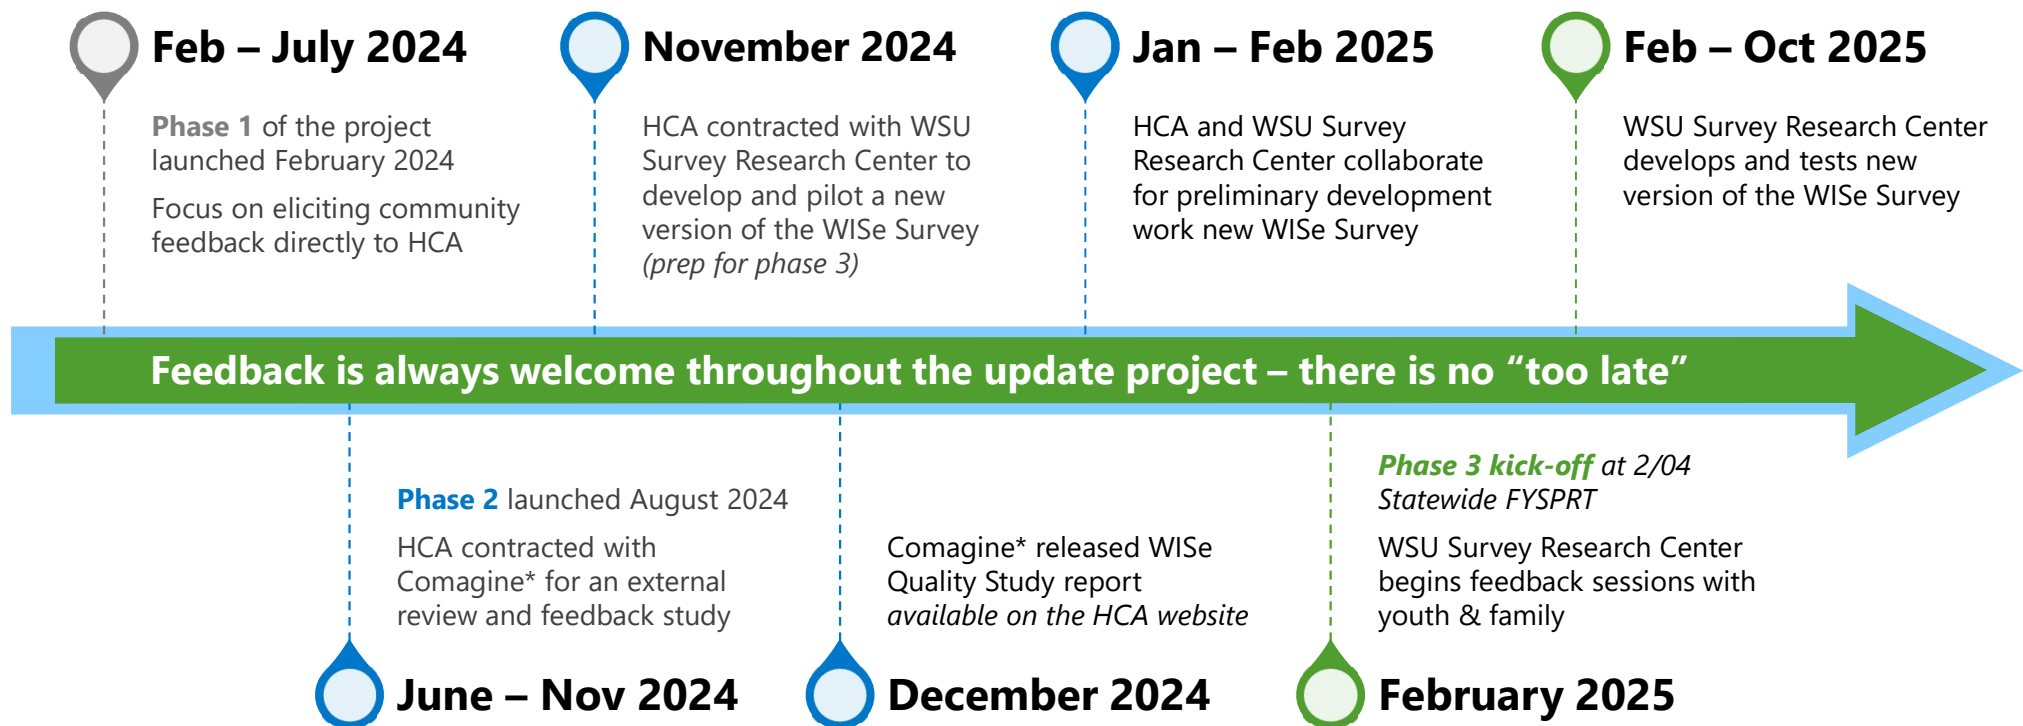 Feb – July 2024
Phase 1 of the project
launched February 2024
Focus on eliciting community
feedback directly to HCA
November 2024
HCA contracted with WSU
Survey Research Center to
develop and pilot a new
version of the WISe Survey
(prep for phase 3)
Jan – Feb 2025
HCA and WSU Survey
Research Center collaborate
for preliminary development
work new WISe Survey
Feb – Oct 2025
WSU Survey Research Center
develops and tests new
version of the WISe Survey
Feedback is always welcome throughout the update project – there is no “too late”
Phase 2 launched August 2024
HCA contracted with
Comagine* for an external
review and feedback study
June – Nov 2024
Comagine* released WISe
Quality Study report
available on the HCA website
December 2024
Phase 3 kick-off at 2/04
Statewide FYSPRT
WSU Survey Research Center
begins feedback sessions with
youth & family
February 2025